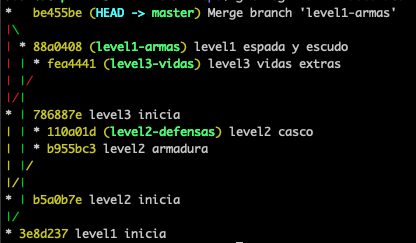 *   be455be (HEAD -> master) Merge branch 'level1-armas'
|\
| * 88a0408 (level1-armas) level1 espada y escudo
| | * fea4441 (level3-vidas) level3 vidas extras
| |/
|/|
* | 786887e level3 inicia
| | * 110a01d (level2-defensas) level2 casco
| | * b955bc3 level2 armadura
| |/
|/|
* | b5a0b7e level2 inicia
|/
* 3e8d237 level1 inicia